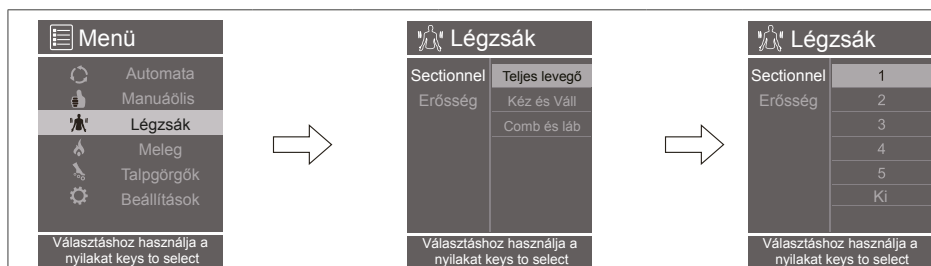 Menü
Automata
Manuáölis
Légzsák
Meleg
Talpgörgők
Beállítások
Választáshoz használja a
nyilakat keys to select
Légzsák
Sectionnel
Teljes levegő
Erősség
Kéz és Váll
Comb és láb
Választáshoz használja a
nyilakat keys to select
Légzsák
Sectionnel
1
Erősség
2
3
4
5
Ki
Választáshoz használja a
nyilakat keys to select